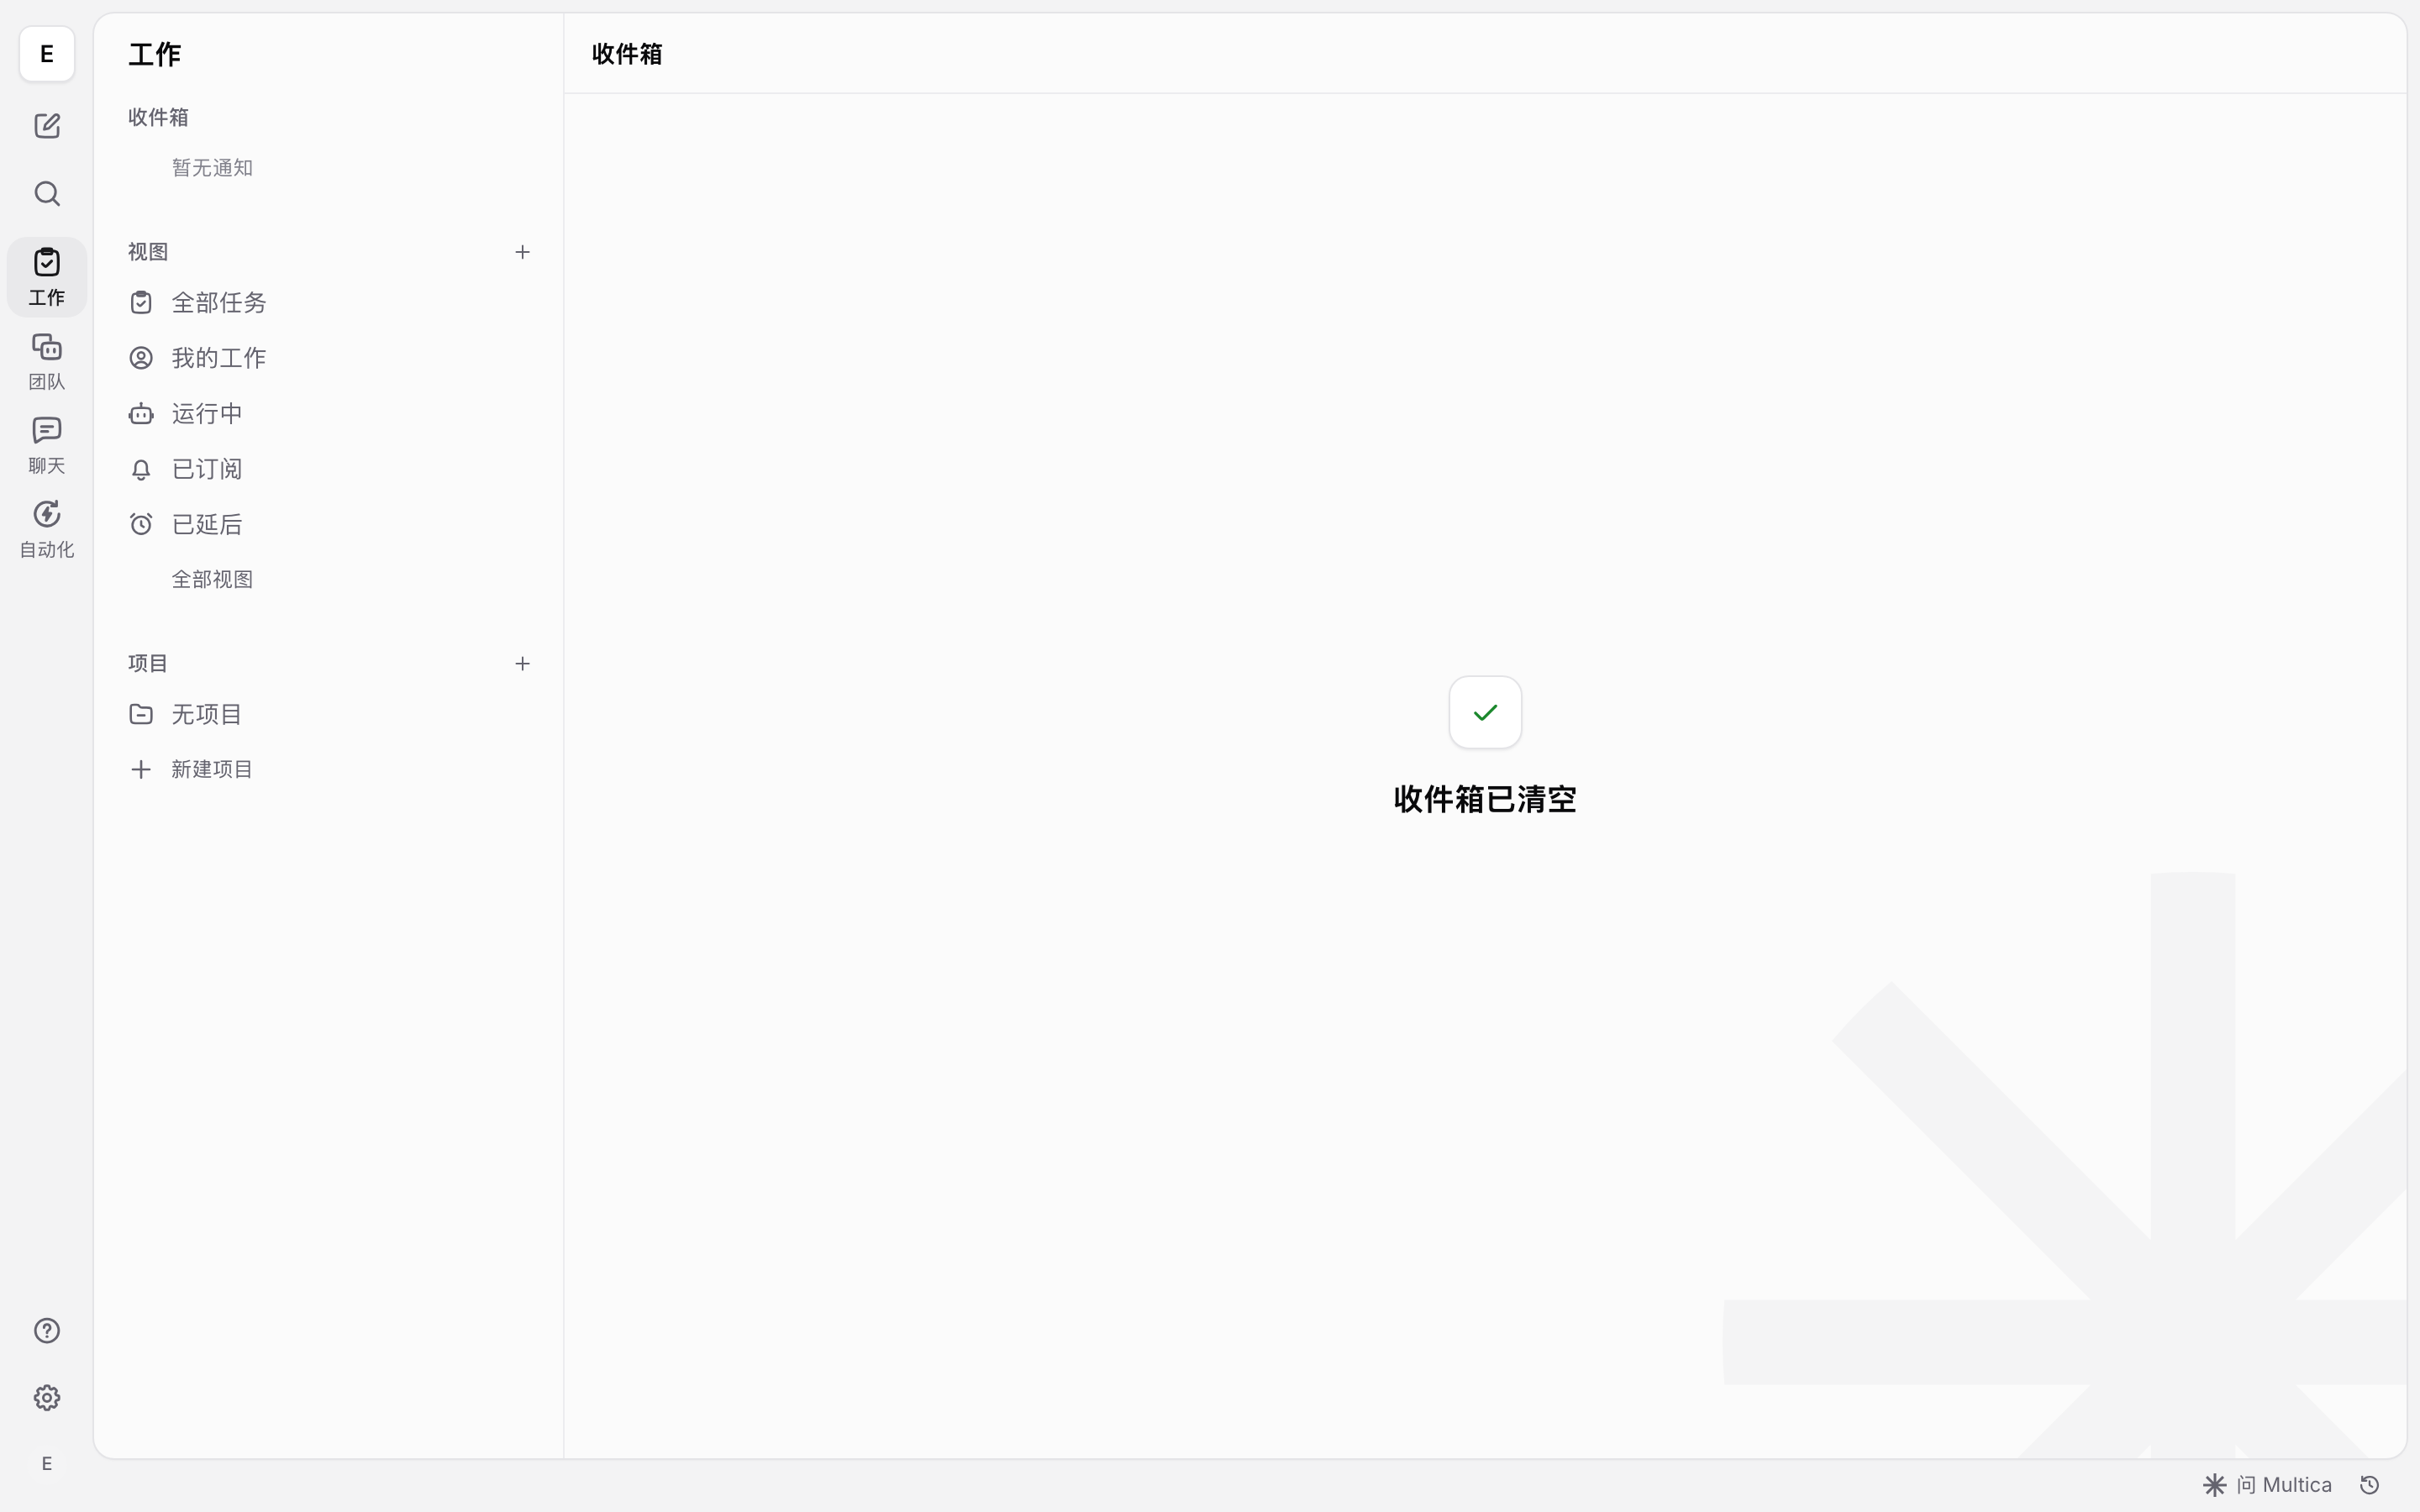 E
工作
团队
聊天
自动化
E
工作
收件箱
暂无通知
视图
全部任务
我的工作
运行中
已订阅
已延后
全部视图
项目
无项目
新建项目
收件箱
收件箱已清空
问 Multica